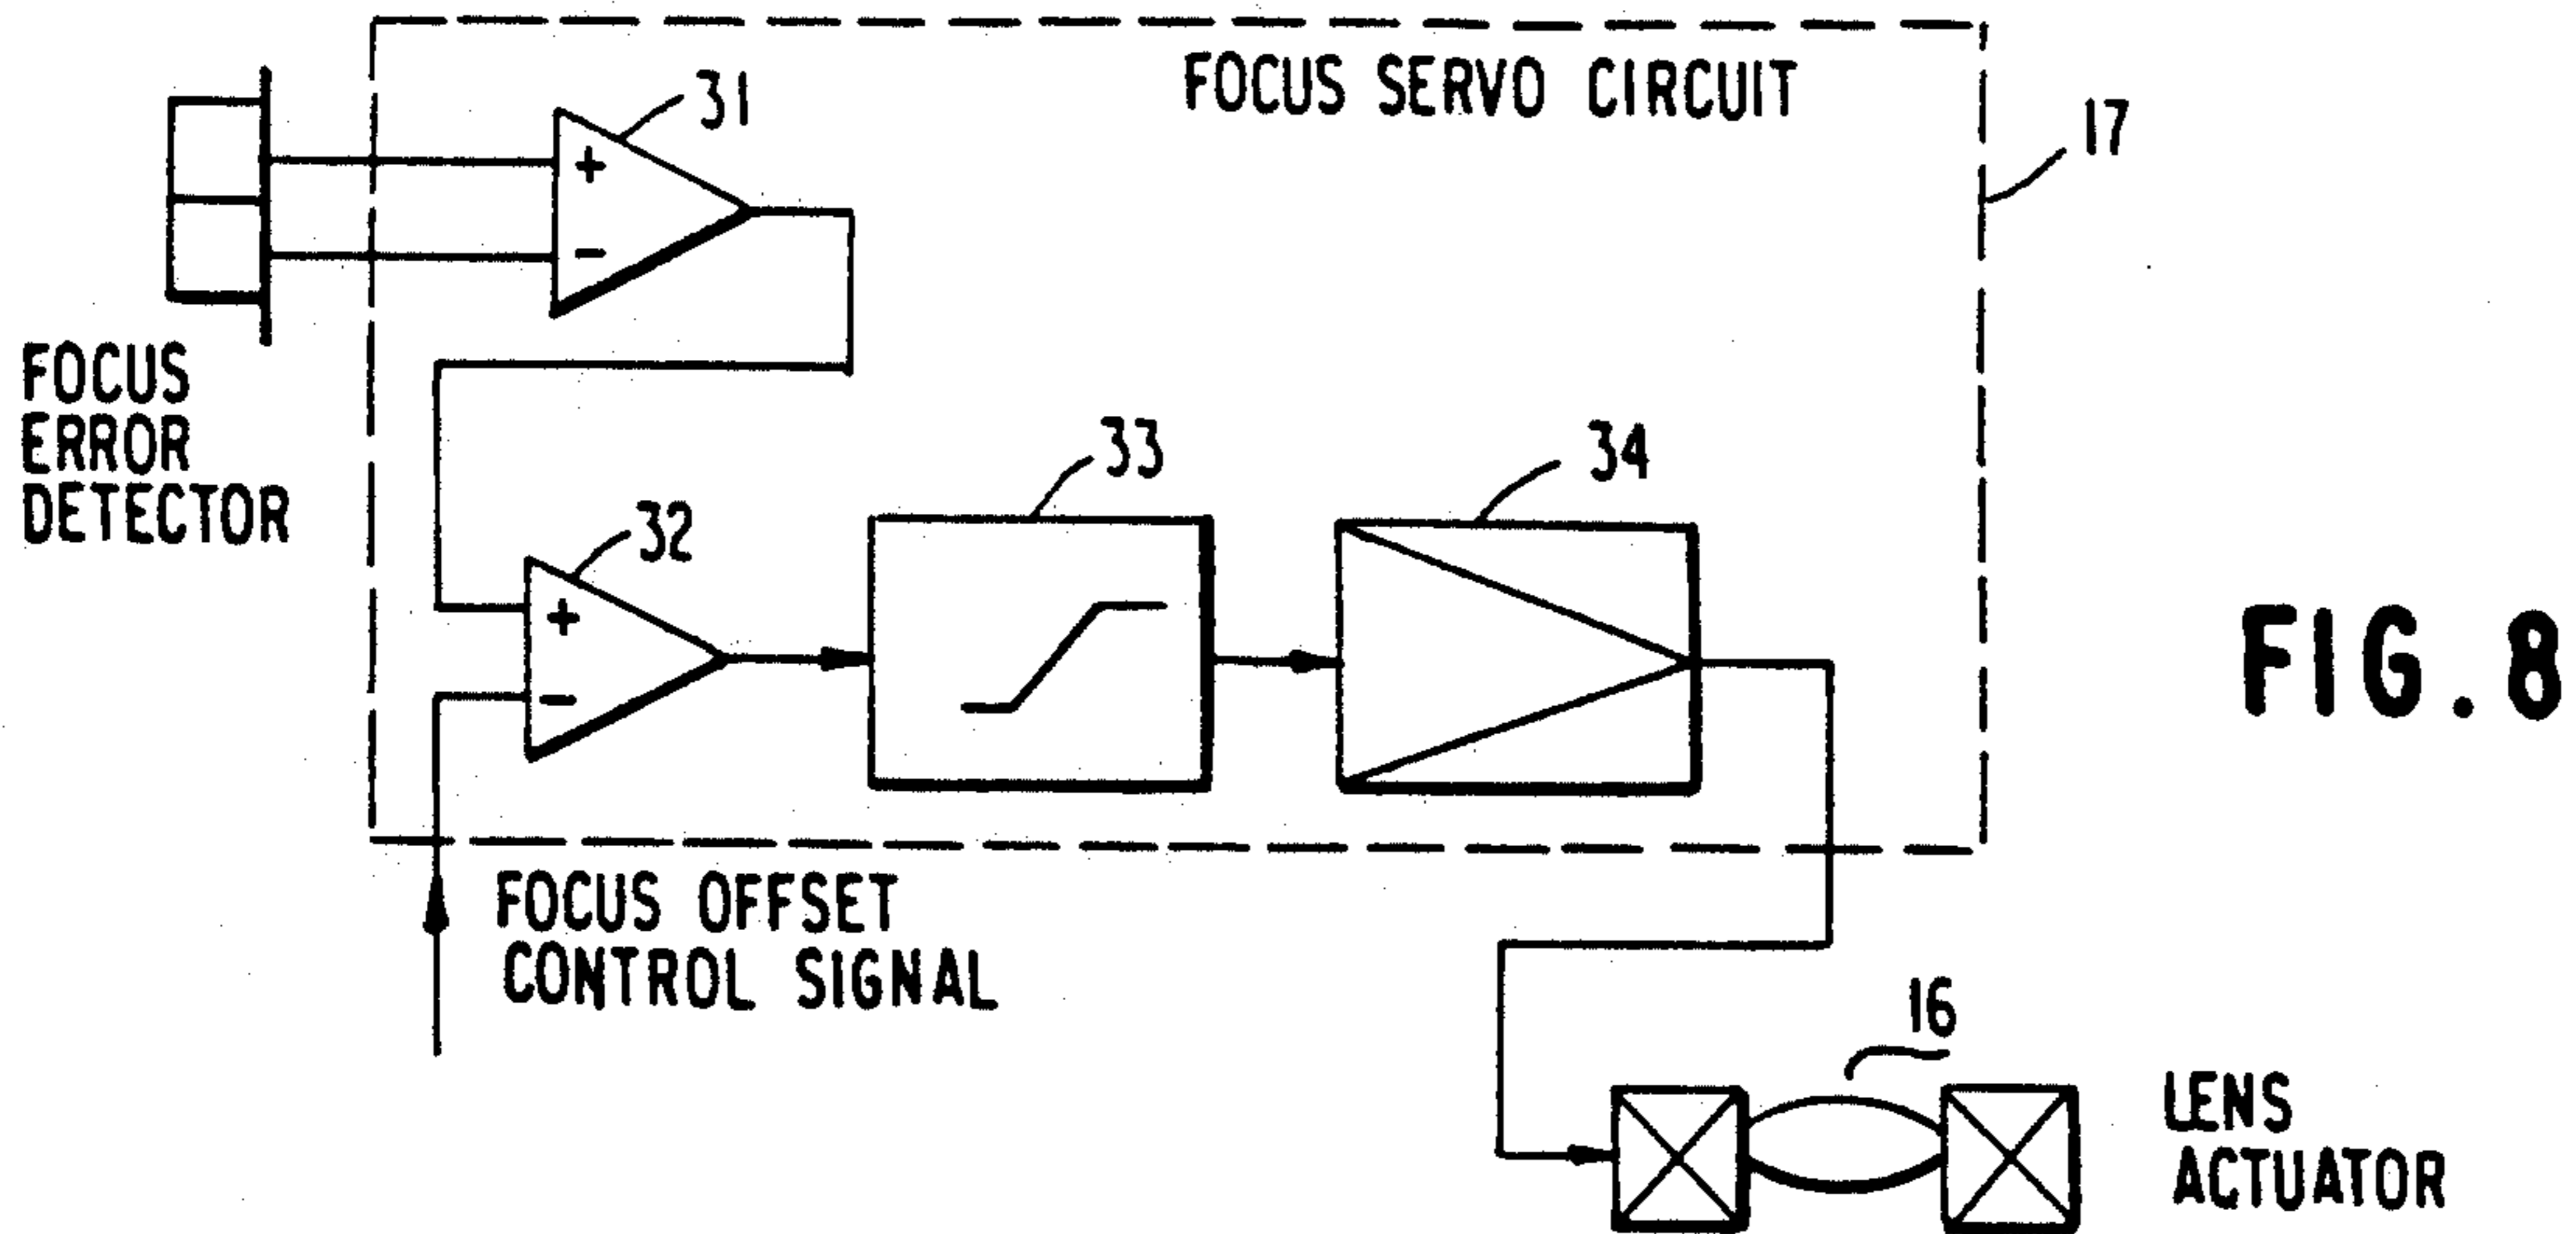 FOCUS SERVO CIRCUIT
31
17
+
-
FOCUS
ERROR
DETECTOR
33
34
32
+
-
FIG. 8
FOCUS OFFSET
CONTROL SIGNAL
16
LENS
ACTUATOR